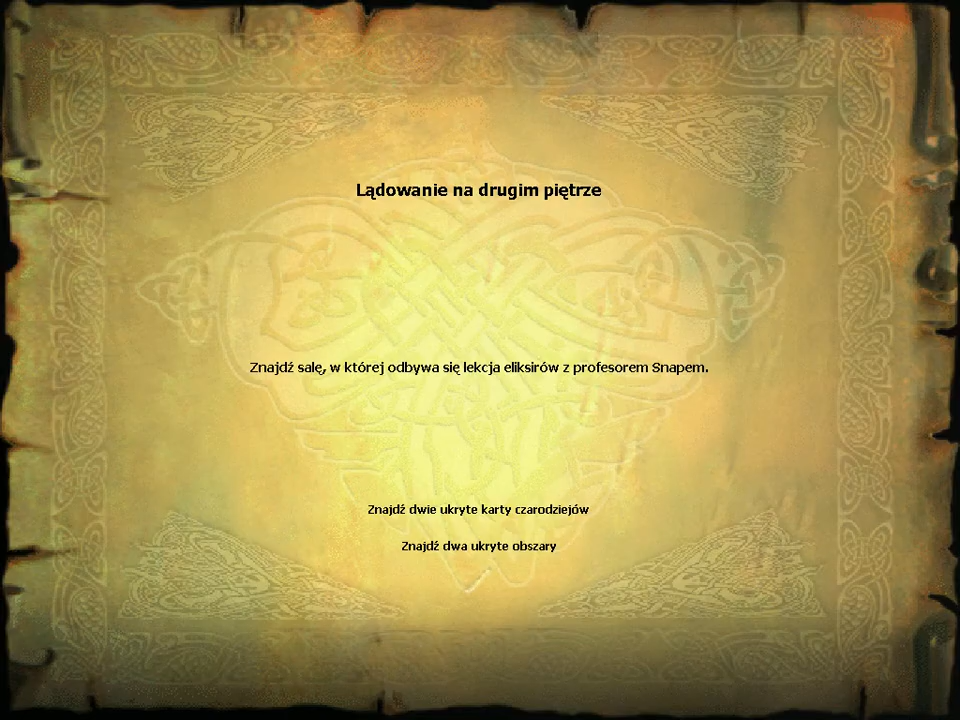 Lądowanie na drugim piętrze
Znajdź salę, w której odbywa się lekcja eliksirów z profesorem Snapem.
Znajdź dwie ukryte karty czarodziejów
Znajdź dwa ukryte obszary